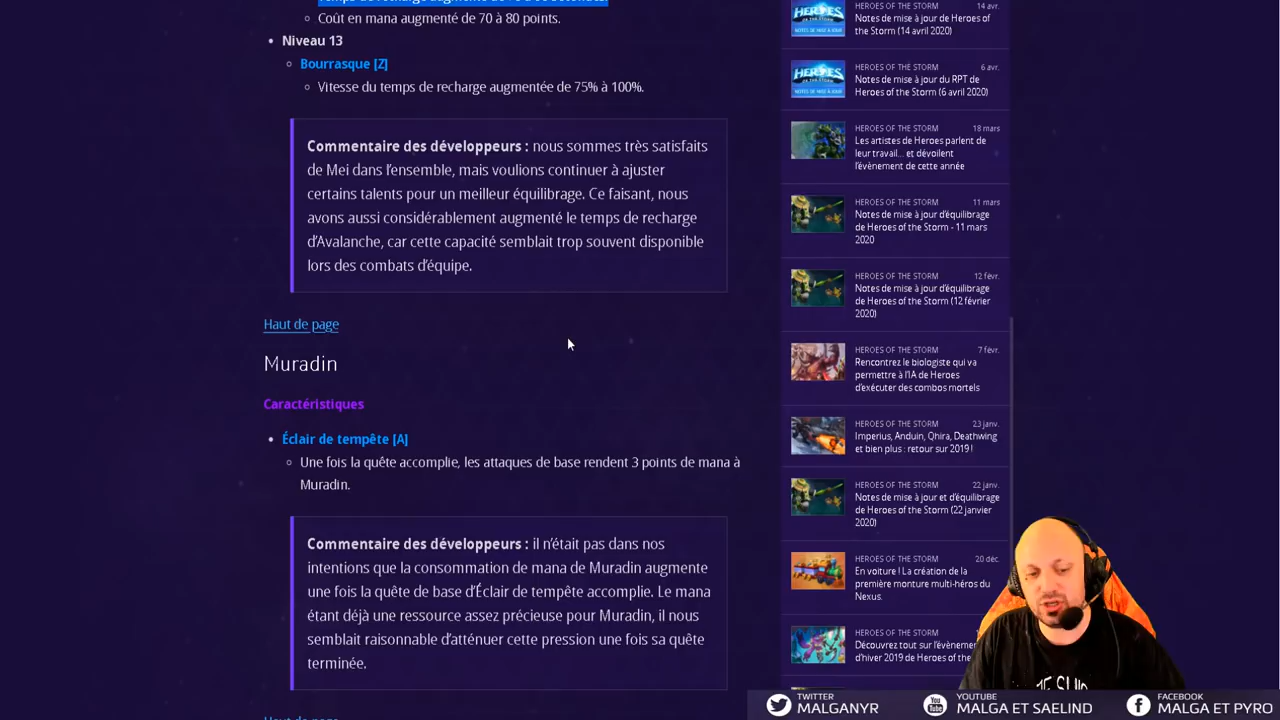 Coût en mana augmenté de 70 à 80 points.
Niveau 13
Bourrasque [Z]
Vitesse du temps de recharge augmentée de 75% à 100%.
Commentaire des développeurs : nous sommes très satisfaits
de Mei dans l'ensemble, mais voulions continuer à ajuster
certains talents pour un meilleur équilibrage. Ce faisant, nous
avons aussi considérablement augmenté le temps de recharge
d'Avalanche, car cette capacité semblait trop souvent disponible
lors des combats d'équipe.
Haut de page
Muradin
Caractéristiques
Éclair de tempête [A]
Une fois la quête accomplie, les attaques de base rendent 3 points de mana à
Muradin.
Commentaire des développeurs : il n'était pas dans nos
intentions que la consommation de mana de Muradin augmente
une fois la quête de base d'Éclair de tempête accomplie. Le mana
étant déjà une ressource assez précieuse pour Muradin, il nous
semblait raisonnable d'atténuer cette pression une fois sa quête
terminée.
HEROES OF THE STORM 14 avr.
Notes de mise à jour de Heroes of
the Storm (14 avril 2020)
HEROES OF THE STORM 6 avr.
Notes de mise à jour du RPT de
Heroes of the Storm (6 avril 2020)
HEROES OF THE STORM 18 mars
Les artistes de Heroes parlent de
leur travail... et dévoilent
l'évènement de cette année
HEROES OF THE STORM 11 mars
Notes de mise à jour d'équilibrage
de Heroes of the Storm - 11 mars
2020
HEROES OF THE STORM 12 févr.
Notes de mise à jour d'équilibrage
de Heroes of the Storm (12 février
2020)
HEROES OF THE STORM 7 févr.
Rencontrez le biologiste qui va
permettre à l'IA de Heroes
d'exécuter des combos mortels
HEROES OF THE STORM 23 janv.
Imperius, Anduin, Qhira, Deathwing
et bien plus : retour sur 2019 !
HEROES OF THE STORM 22 janv.
Notes de mise à jour et d'équilibrage
de Heroes of the Storm (22 janvier
2020)
HEROES OF THE STORM 20 déc.
En voiture ! La création de la
première monture multi-héros du
Nexus.
HEROES OF THE STORM
Découvrez tout sur l'évènement
d'hiver 2019 de Heroes of the
JE SUIS
TWITTER
MALGANYR
YOUTUBE
MALGA ET SAELIND
FACEBOOK
MALGA ET PYRO